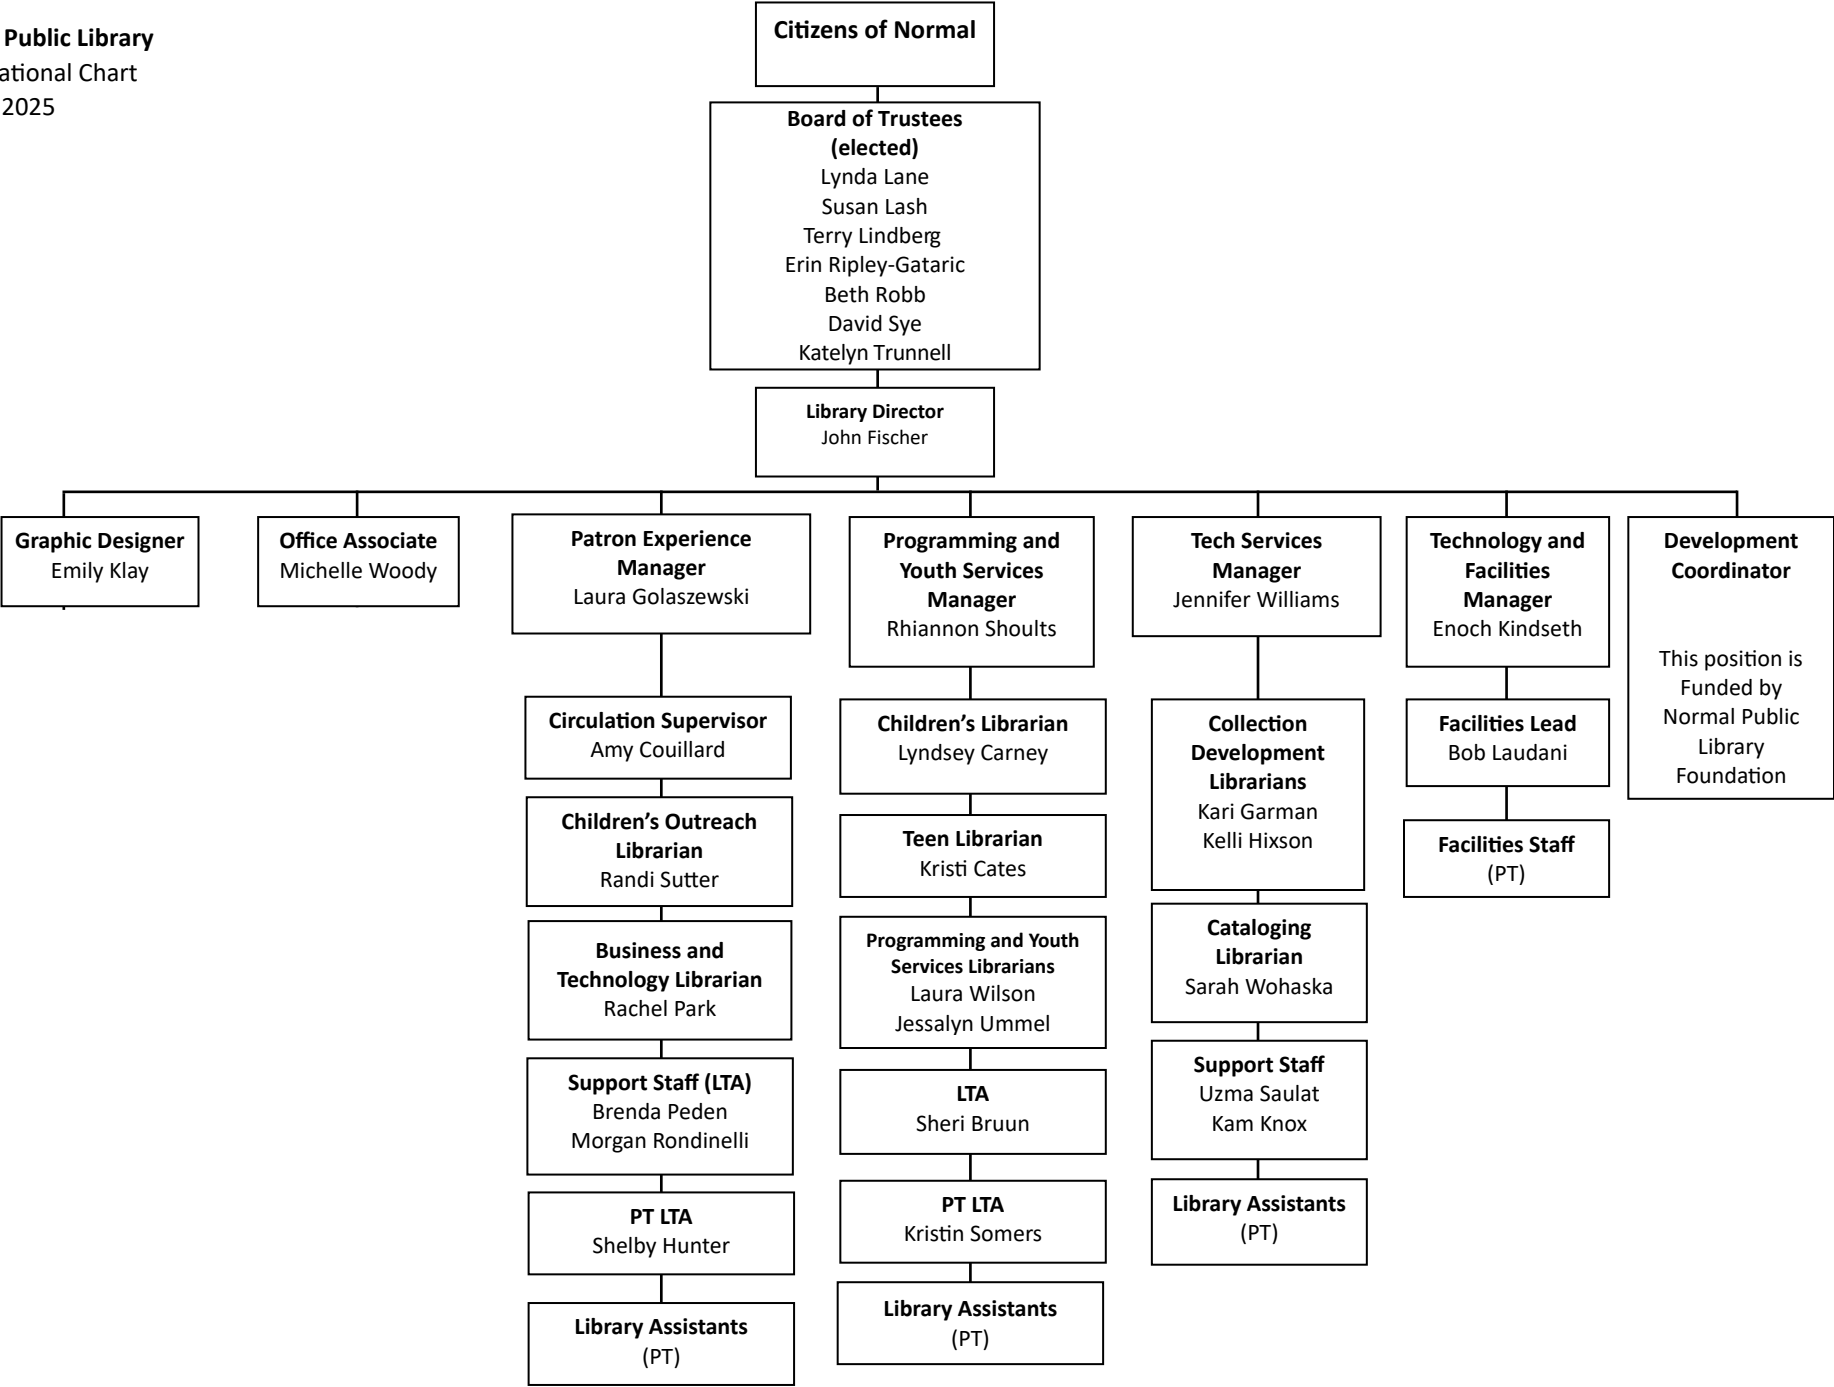 Public Library
ational Chart
2025
Citizens of Normal
Board of Trustees
(elected)
Lynda Lane
Susan Lash
Terry Lindberg
Erin Ripley-Gataric
Beth Robb
David Sye
Katelyn Trunnell
Library Director
John Fischer
Graphic Designer
Emily Klay
Office Associate
Michelle Woody
Patron Experience
Manager
Laura Golaszewski
Programming and
Youth Services
Manager
Rhiannon Shoults
Tech Services
Manager
Jennifer Williams
Technology and
Facilities
Manager
Enoch Kindseth
Development
Coordinator
This position is
Funded by
Normal Public
Library
Foundation
Circulation Supervisor
Amy Couillard
Children’s Outreach
Librarian
Randi Sutter
Business and
Technology Librarian
Rachel Park
Support Staff (LTA)
Brenda Peden
Morgan Rondinelli
PT LTA
Shelby Hunter
Library Assistants
(PT)
Children’s Librarian
Lyndsey Carney
Teen Librarian
Kristi Cates
Programming and Youth
Services Librarians
Laura Wilson
Jessalyn Ummel
LTA
Sheri Bruun
PT LTA
Kristin Somers
Library Assistants
(PT)
Collection
Development
Librarians
Kari Garman
Kelli Hixson
Cataloging
Librarian
Sarah Wohaska
Support Staff
Uzma Saulat
Kam Knox
Library Assistants
(PT)
Facilities Lead
Bob Laudani
Facilities Staff
(PT)